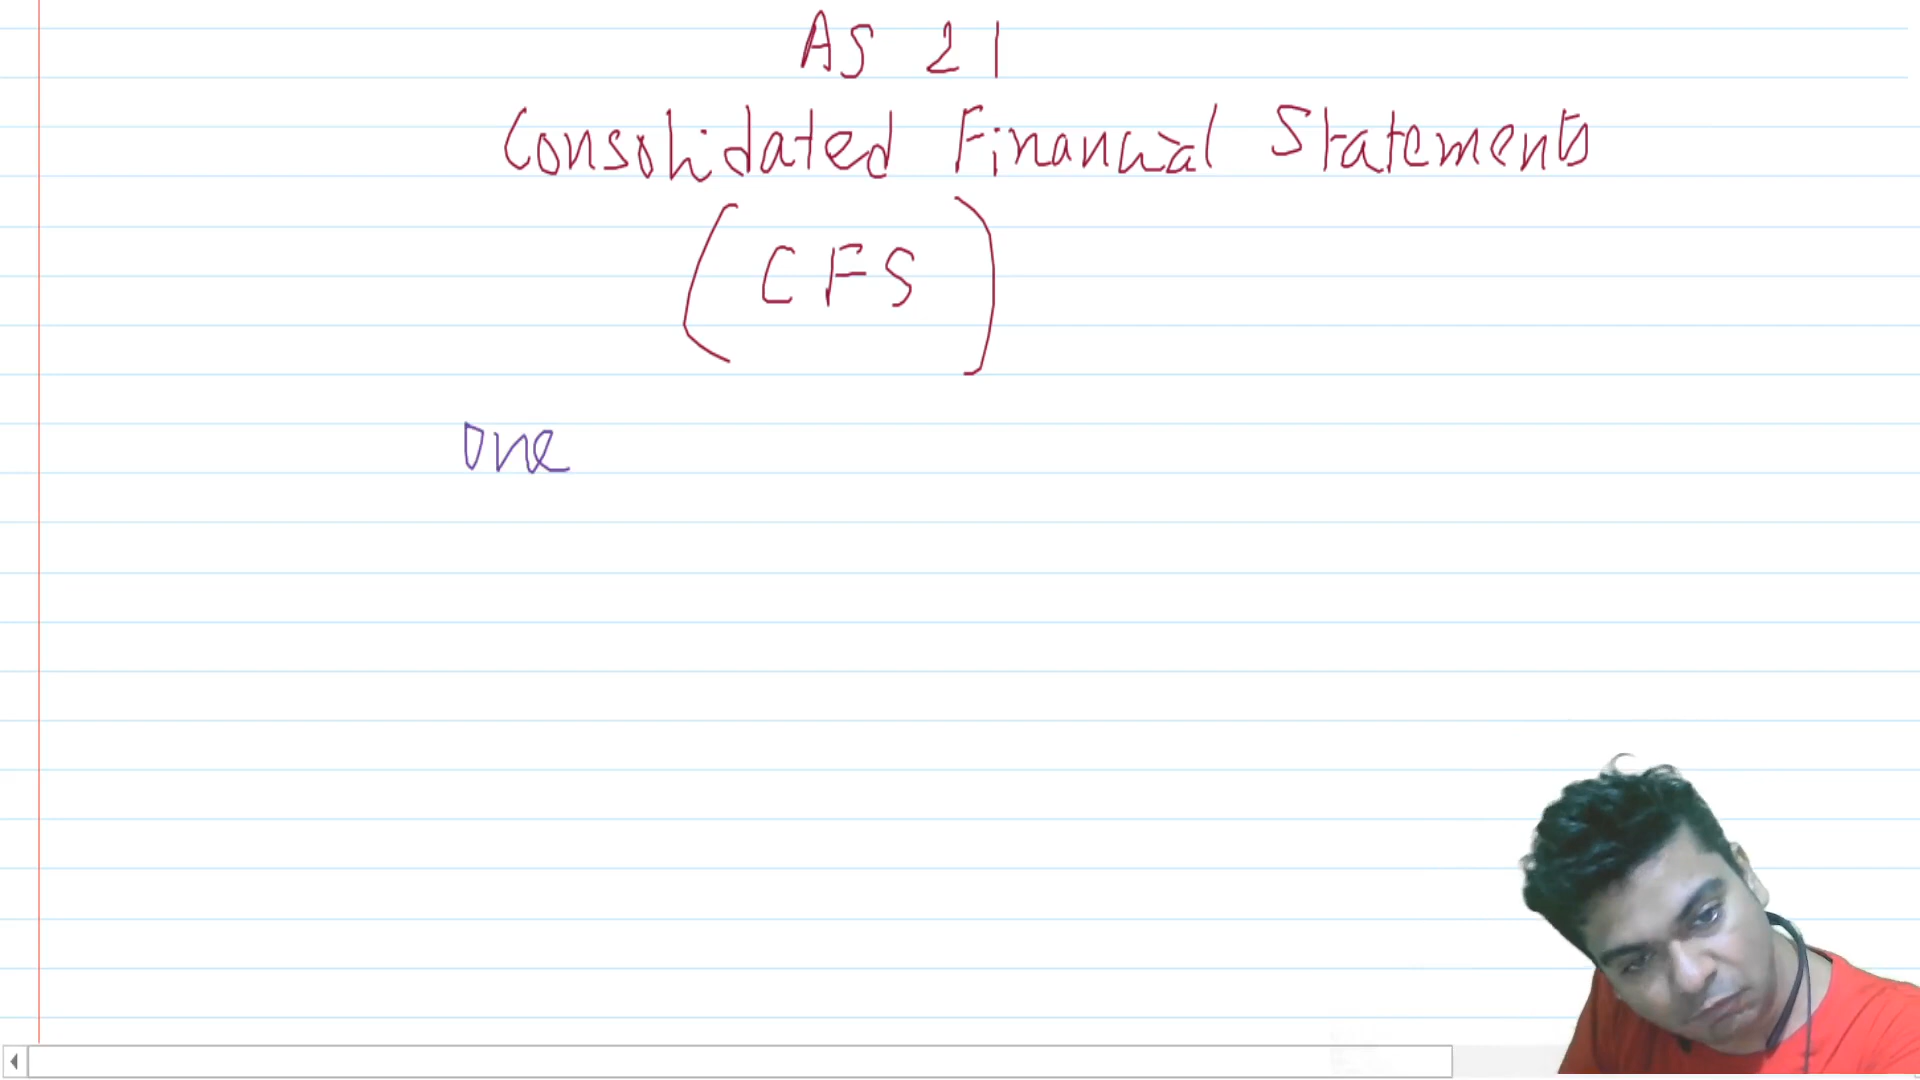 AS 21
Consolidated Financial Statements
(CFS)
one